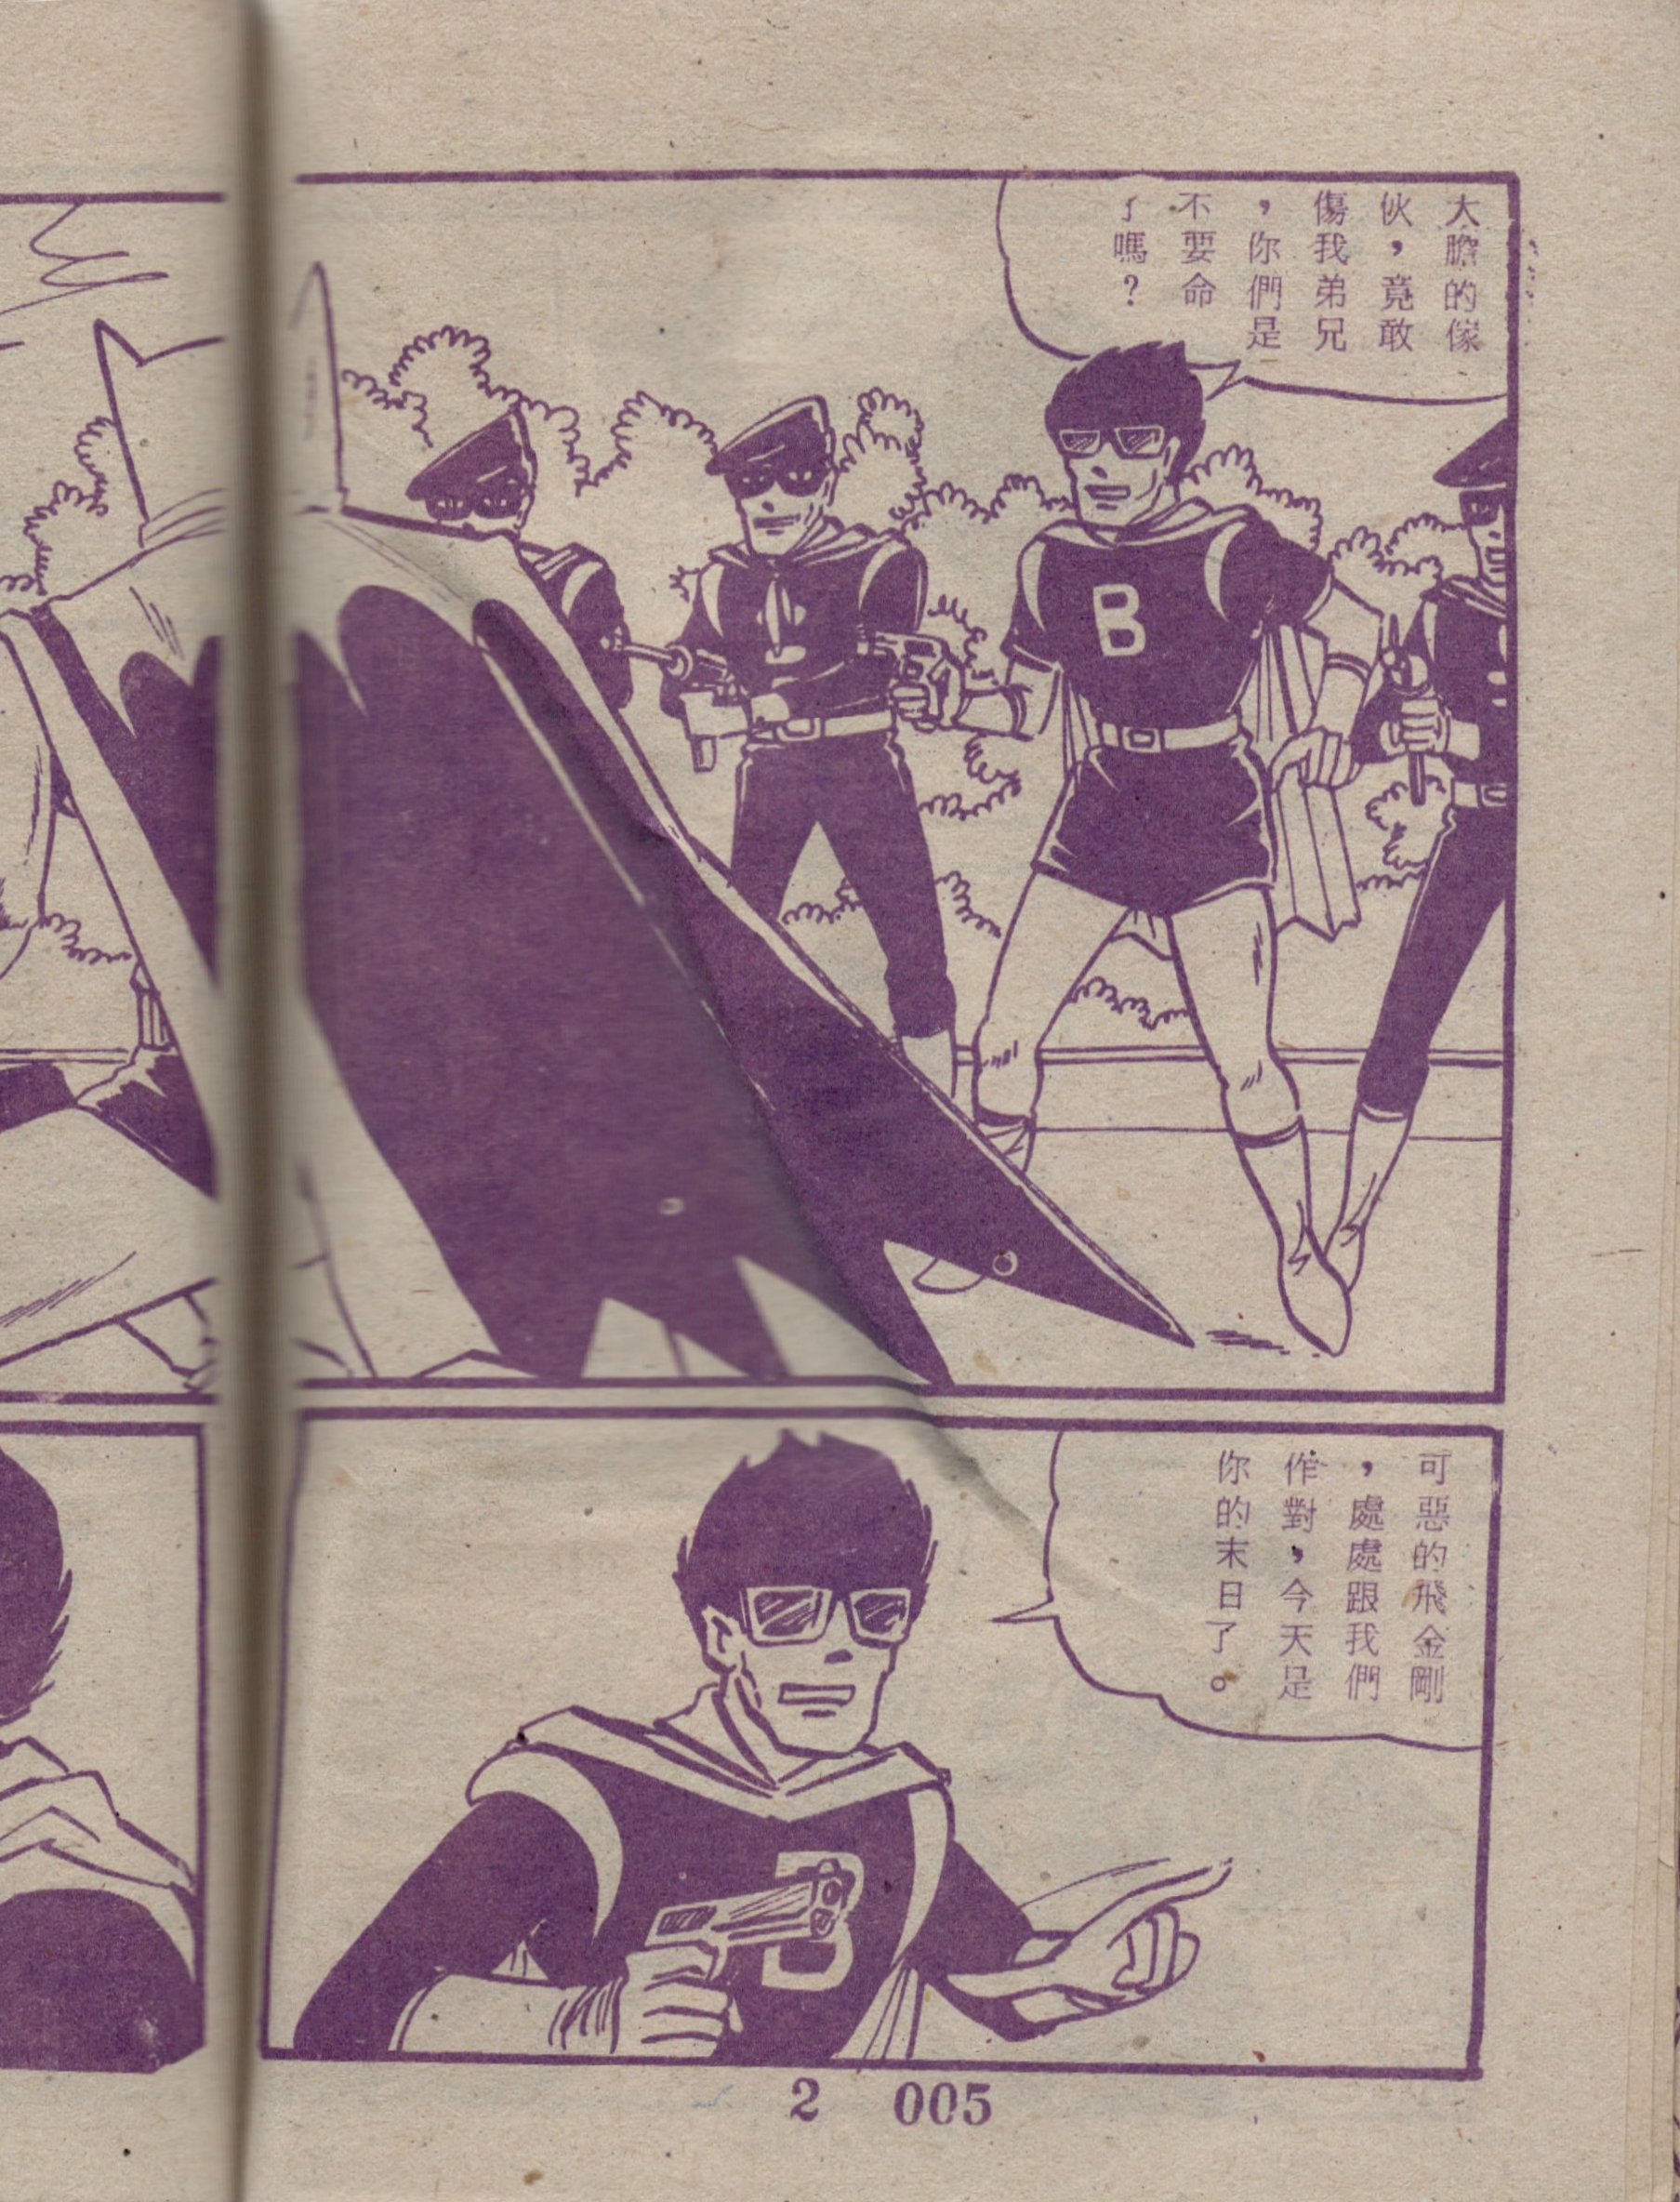 大膽的傢
伙，竟敢
傷我弟兄
，你們是
不要命
了嗎？
B
可惡的飛金剛
，處處跟我們
作對，今天是
你的末日了。
B
2 005